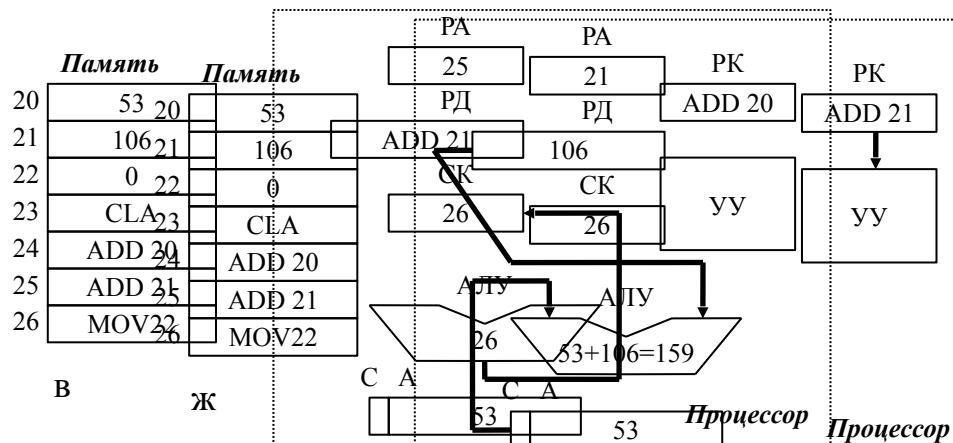 РА
РА
Память
Память
25
21
РК
РК
20
53
20
53
РД
РД
ADD 20
ADD 21
21
106
21
106
ADD 21
106
22
0
22
0
СК
СК
УУ
УУ
23
CLA
23
CLA
26
26
24
ADD 20
24
ADD 20
25
ADD 21
25
ADD 21
АЛУ
АЛУ
26
MOV22
26
MOV22
26
53+106=159
в
ж
С А
С А
53
53
Процессор
Процессор